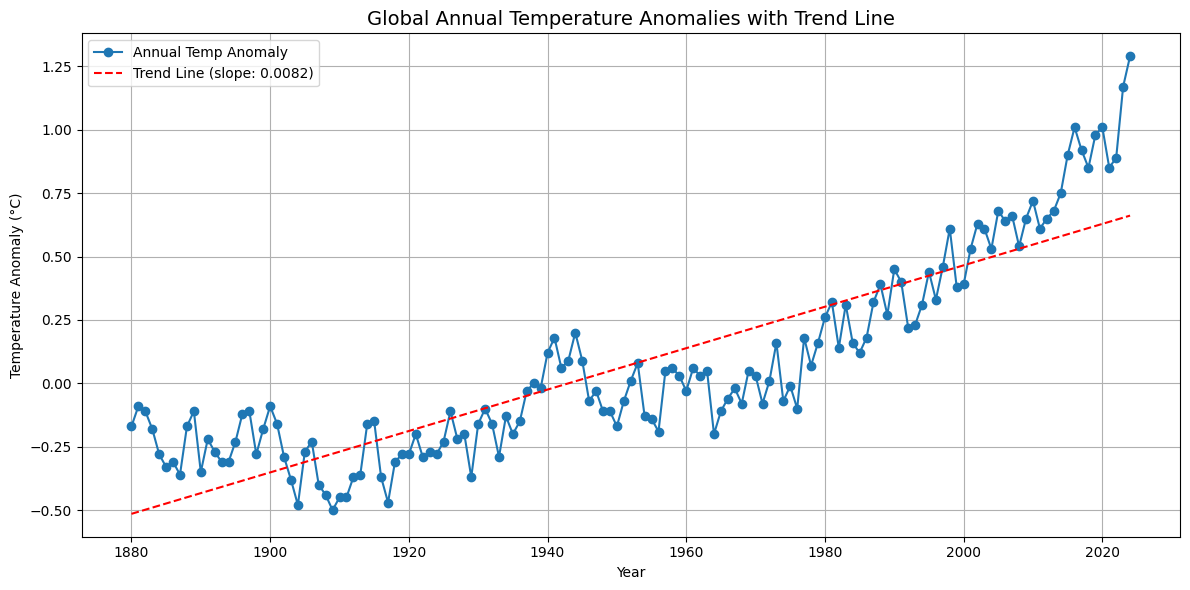 Global Annual Temperature Anomalies with Trend Line
Annual Temp Anomaly
Trend Line (slope: 0.0082)
Temperature Anomaly (°C)
1.25
1.00
0.75
0.50
0.25
0.00
−0.25
−0.50
1880 1900 1920 1940 1960 1980 2000 2020
Year